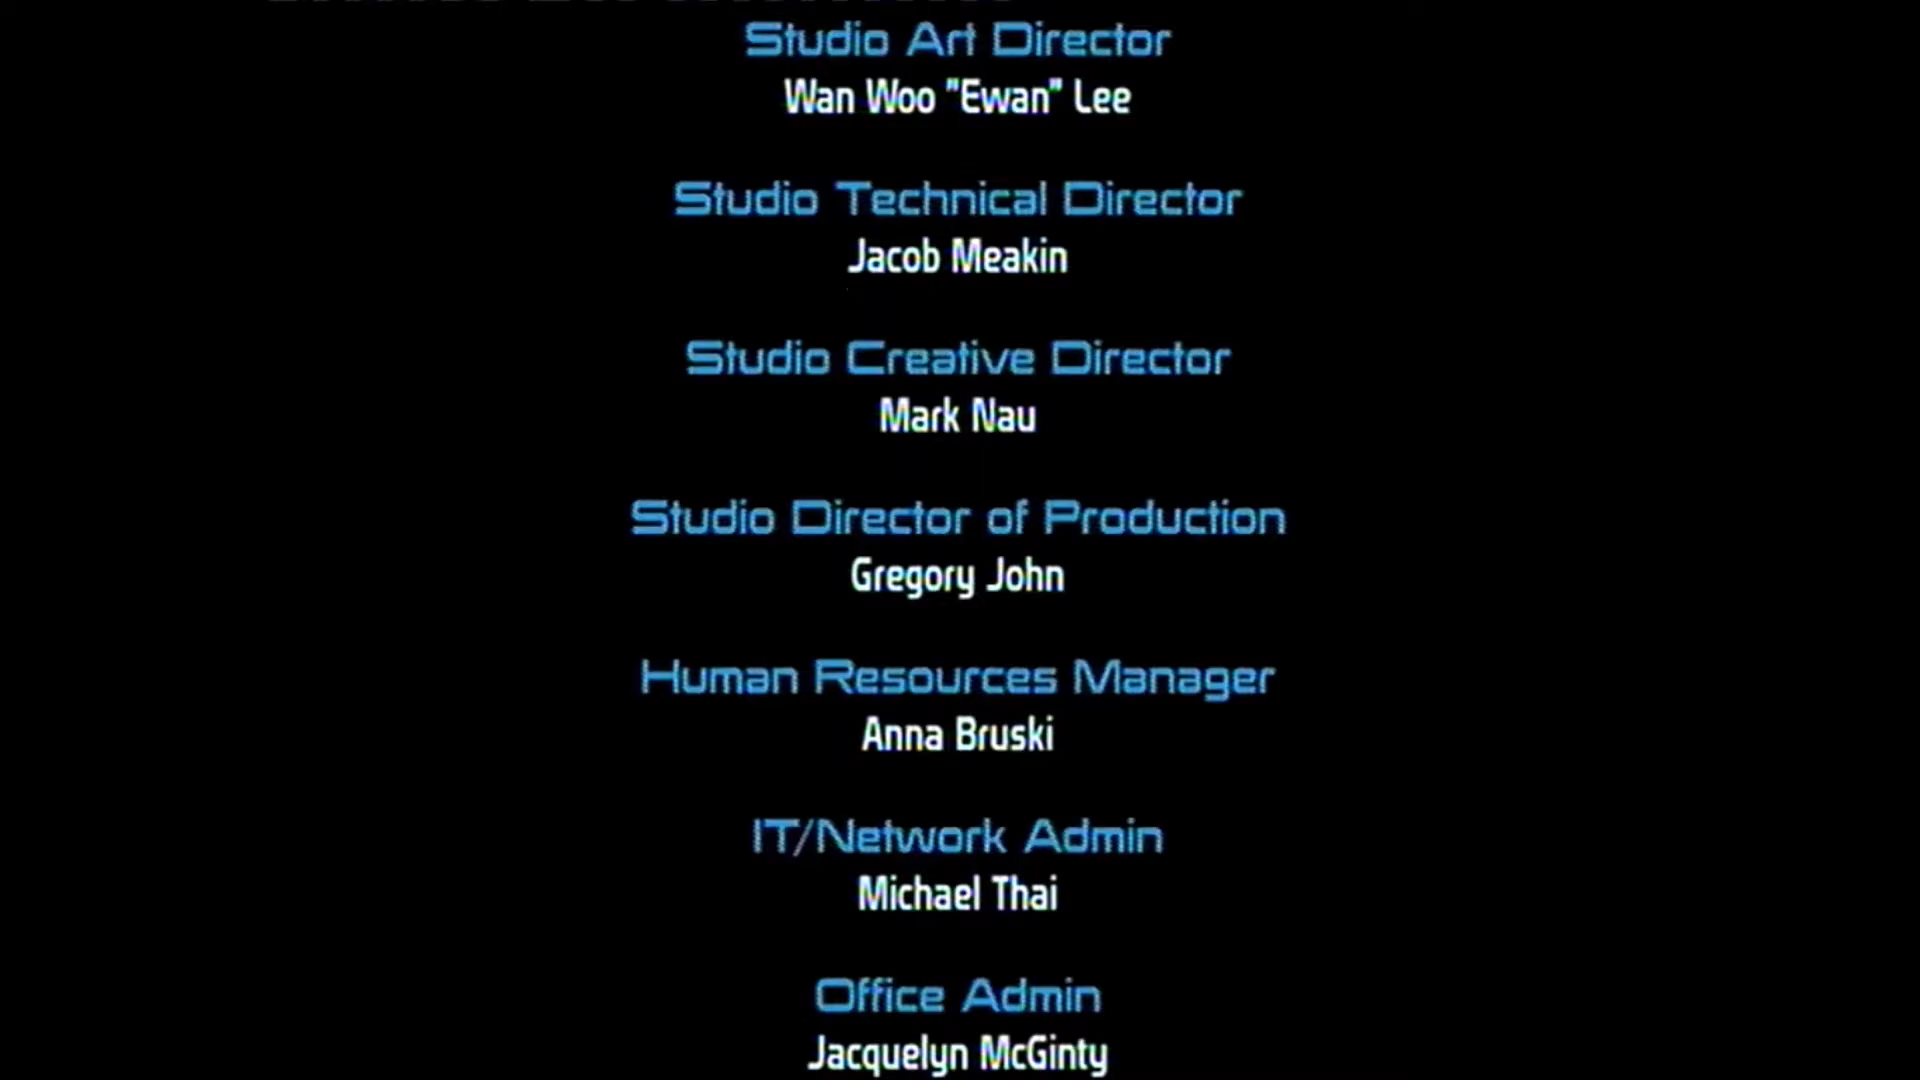 Studio Art Director
Wan Woo "Ewan" Lee
Studio Technical Director
Jacob Meakin
Studio Creative Director
Mark Nau
Studio Director of Production
Gregory John
Human Resources Manager
Anna Bruski
IT/Network Admin
Michael Thai
Office Admin
Jacquelyn McGinty